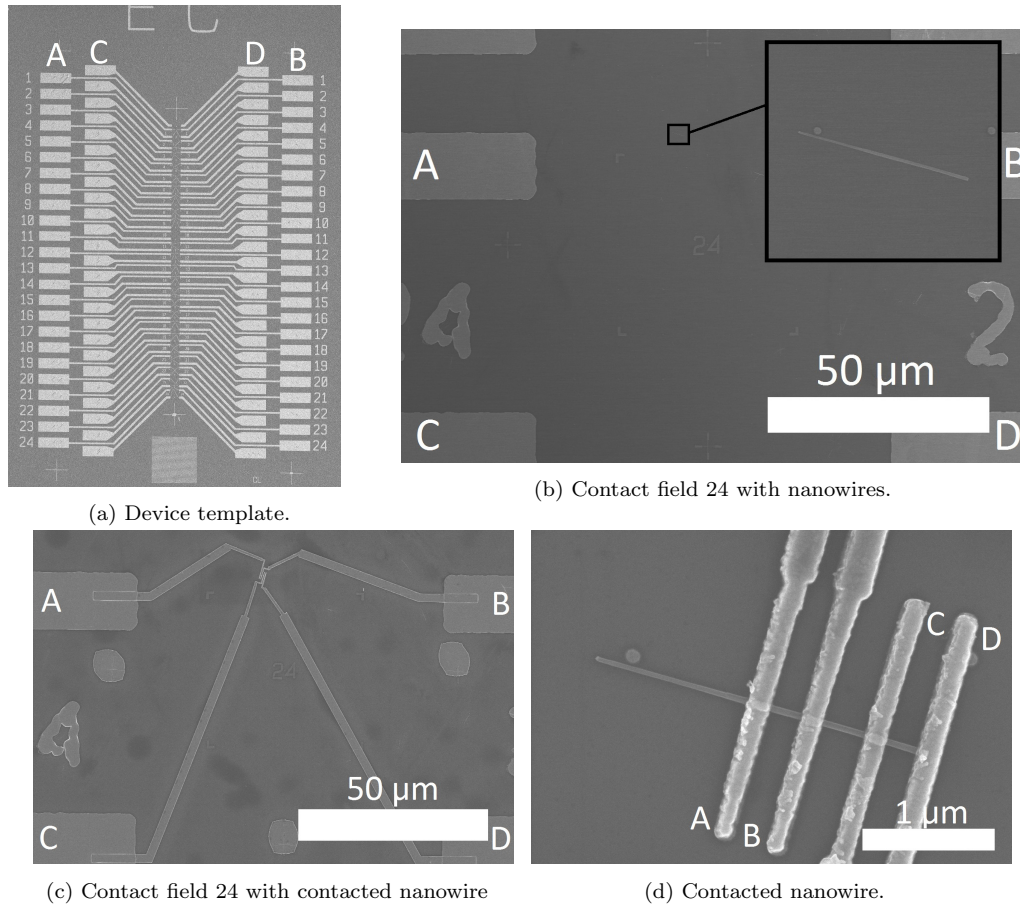 E C
A C D B
1 1
2 2
3 3
4 4
5 5
6 6
7 7
8 8
9 9
10 10
11 11
12 12
13 13
14 14
15 15
16 16
17 17
18 18
19 19
20 20
21 21
22 22
23 23
24 24
(a) Device template.
A B
24
A 2
50 µm
C D
(b) Contact field 24 with nanowires.
A B
24
A
50 µm
C D
(c) Contact field 24 with contacted nanowire
C D
A B
1 µm
(d) Contacted nanowire.